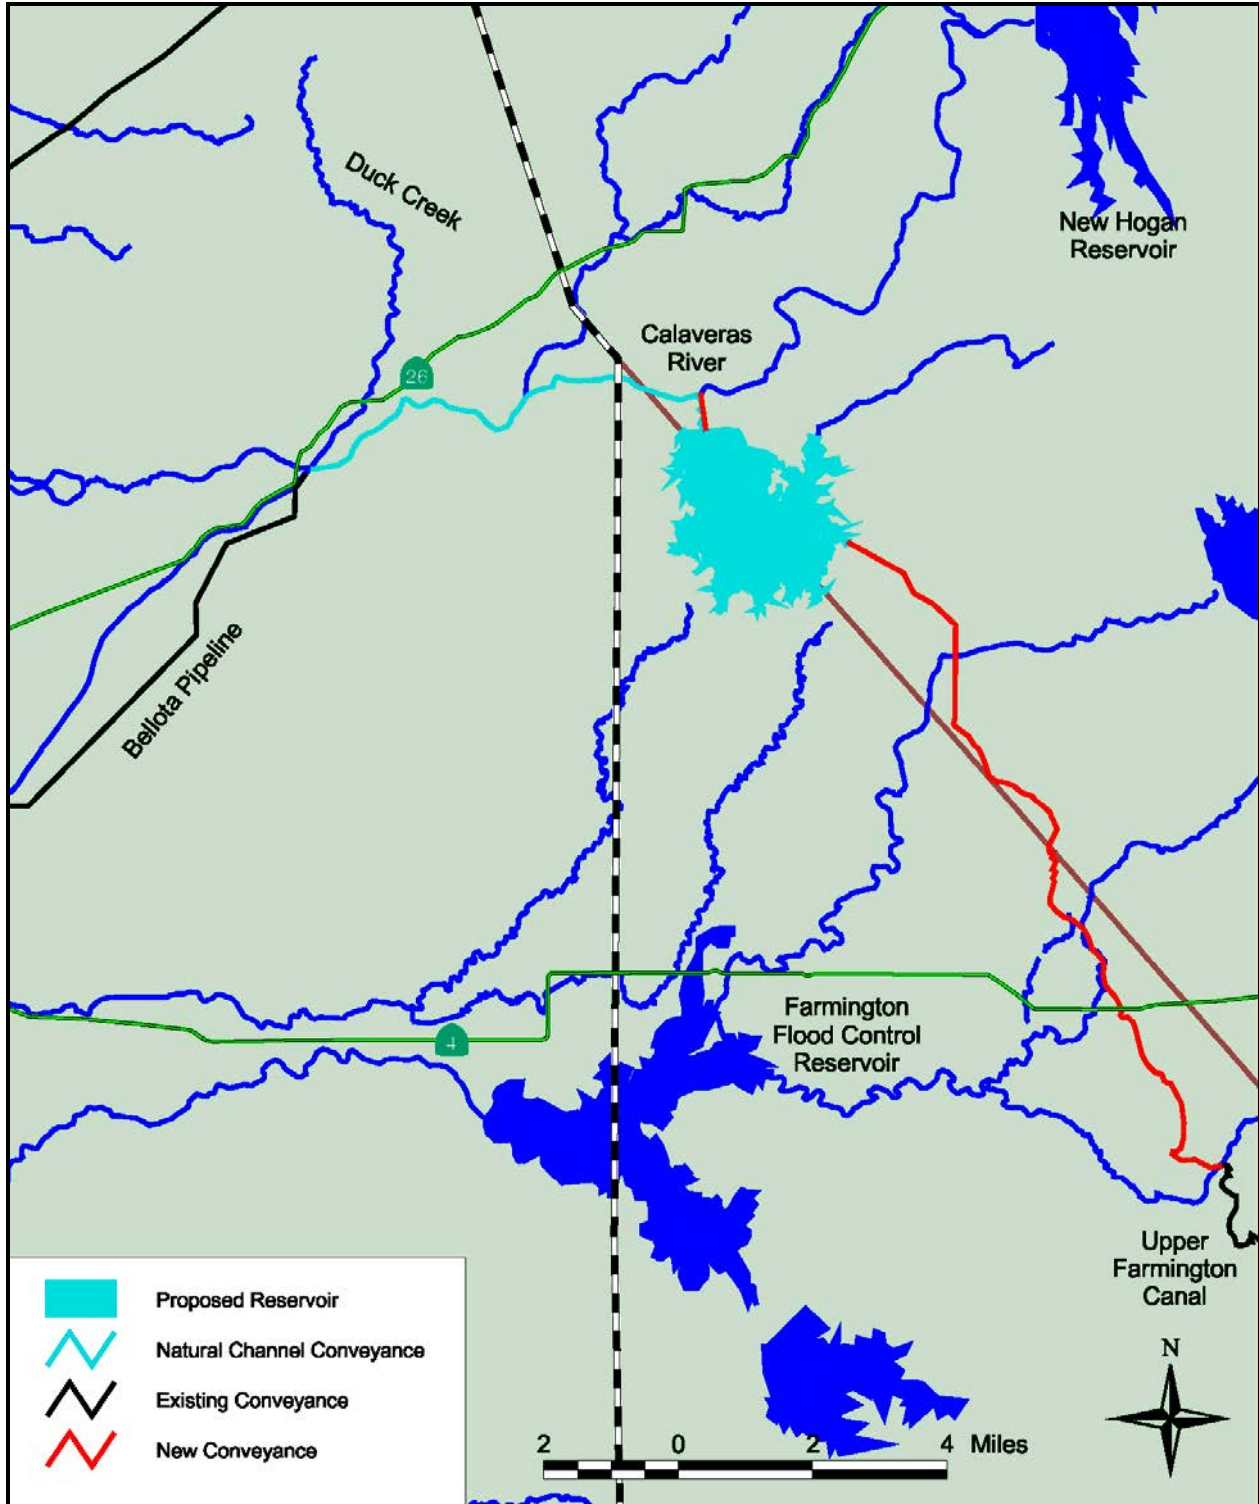 Duck Creek
New Hogan
Reservoir
Calaveras
River
26
Bellota Pipeline
Farmington
Flood Control
Reservoir
4
Upper
Farmington
Canal
Proposed Reservoir
Natural Channel Conveyance
Existing Conveyance
New Conveyance
N
2 0 2 4 Miles